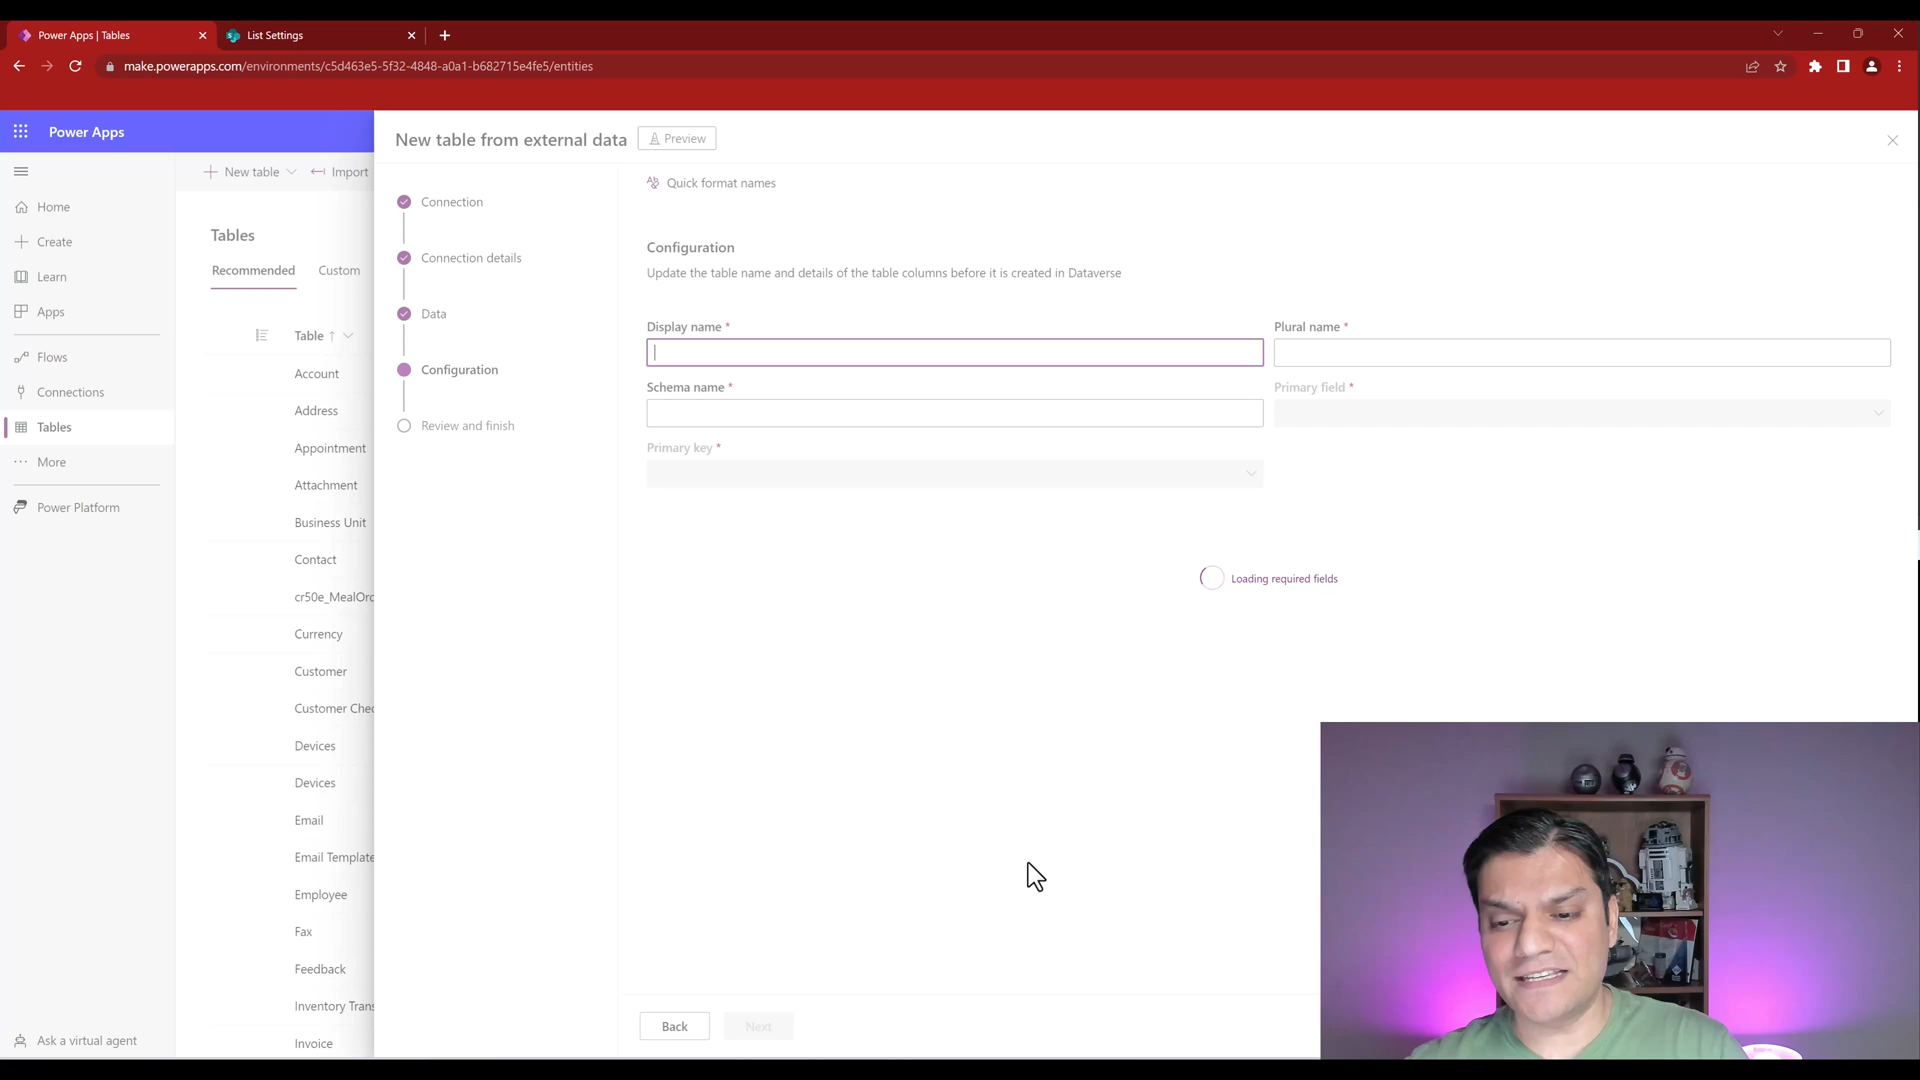 Power Apps | Tables
List Settings
make.powerapps.com/environments/c5d463e5-5f32-4848-a0a1-b682715e4fe5/entities
Power Apps
New table from external data
Preview
New table
Import
Quick format names
Home
Create
Learn
Apps
Flows
Connections
Tables
More
Power Platform
Ask a virtual agent
Tables
Recommended
Custom
Table
Account
Address
Appointment
Attachment
Business Unit
Contact
cr50e_MealOrd
Currency
Customer
Customer Chec
Devices
Devices
Email
Email Template
Employee
Fax
Feedback
Inventory Trans
Invoice
Connection
Connection details
Data
Configuration
Review and finish
Configuration
Update the table name and details of the table columns before it is created in Dataverse
Display name *
Plural name *
Schema name *
Primary field *
Primary key *
Loading required fields
Back
Next